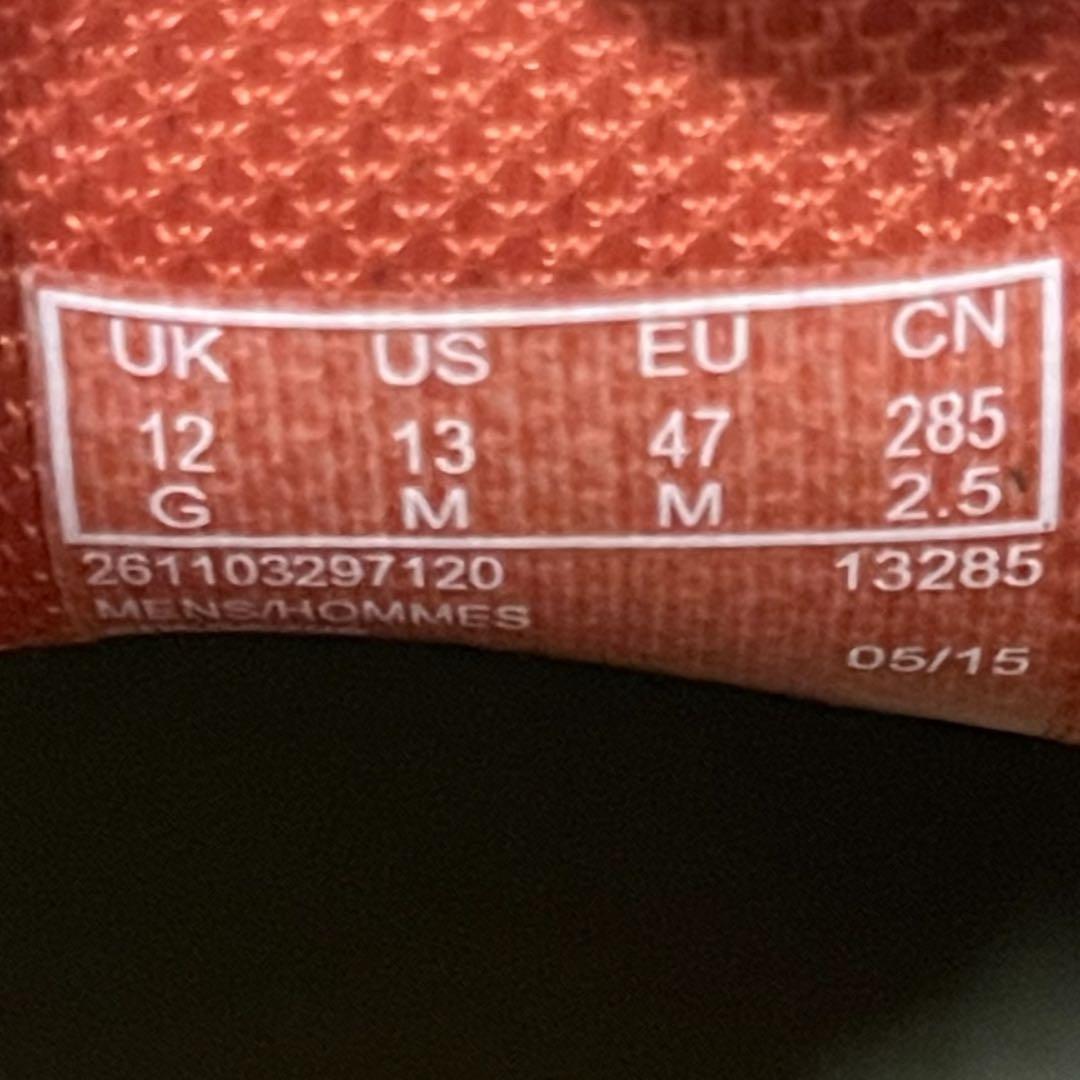 UK US EU CN
12 13 47 285
G M M 2.5
261103297120 13285
MENS/HOMMES
05/15